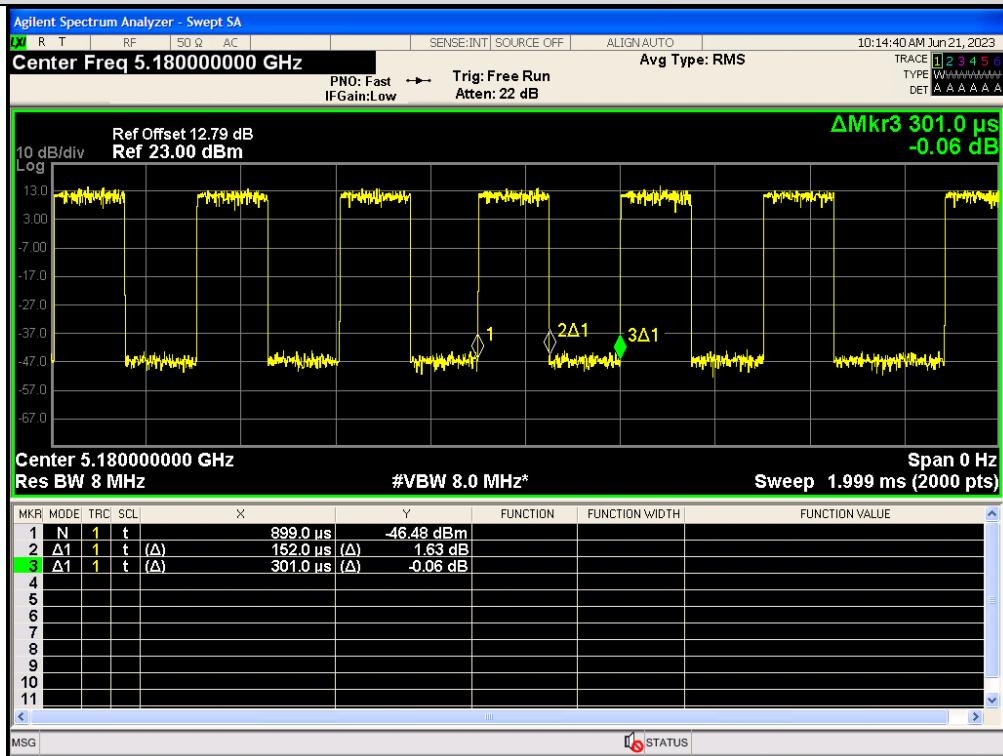 Agilent Spectrum Analyzer - Swept SA
LXI R T RF 50 Ω AC SENSE:INT SOURCE OFF ALIGN AUTO 10:14:40 AM Jun 21, 2023
Center Freq 5.180000000 GHz Avg Type: RMS TRACE 1 2 3 4 5 6
PNO: Fast Trig: Free Run TYPE W
IFGain:Low Atten: 22 dB DET A A A A A A
ΔMkr3 301.0 µs
Ref Offset 12.79 dB
10 dB/div Ref 23.00 dBm -0.06 dB
Log
13.0
3.00
-7.00
-17.0
-27.0
-37.0
1 2Δ1 3Δ1
-47.0
-57.0
-67.0
Center 5.180000000 GHz Span 0 Hz
Res BW 8 MHz #VBW 8.0 MHz* Sweep 1.999 ms (2000 pts)
MKR MODE TRC SCL X Y FUNCTION FUNCTION WIDTH FUNCTION VALUE
1 N 1 t 899.0 µs -46.48 dBm
2 Δ1 1 t (Δ) 152.0 µs (Δ) 1.63 dB
3 Δ1 1 t (Δ) 301.0 µs (Δ) -0.06 dB
4
5
6
7
8
9
10
11
MSG STATUS